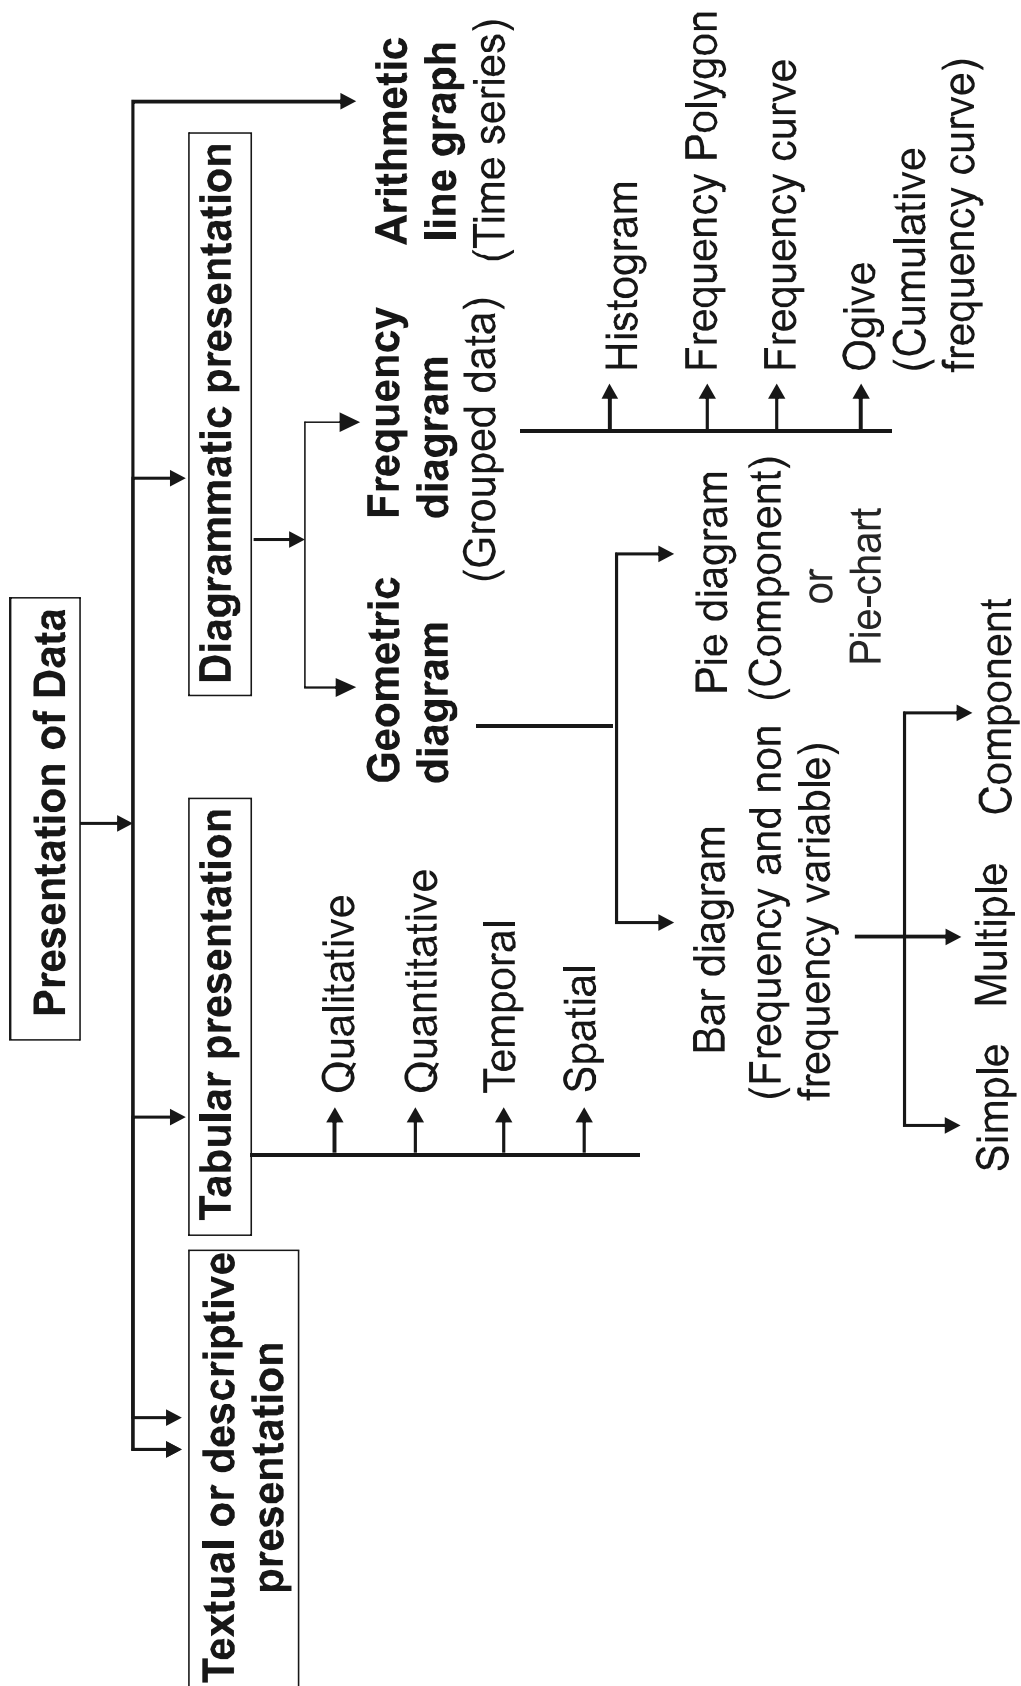 Presentation of Data
Textual or descriptive
presentation
Tabular presentation
Qualitative
Quantitative
Temporal
Spatial
Diagrammatic presentation
Geometric
diagram
Bar diagram
(Frequency and non
frequency variable)
Simple
Multiple
Component
Pie diagram
(Component)
or
Pie-chart
Frequency
diagram
(Grouped data)
Histogram
Frequency Polygon
Frequency curve
Ogive
(Cumulative
frequency curve)
Arithmetic
line graph
(Time series)